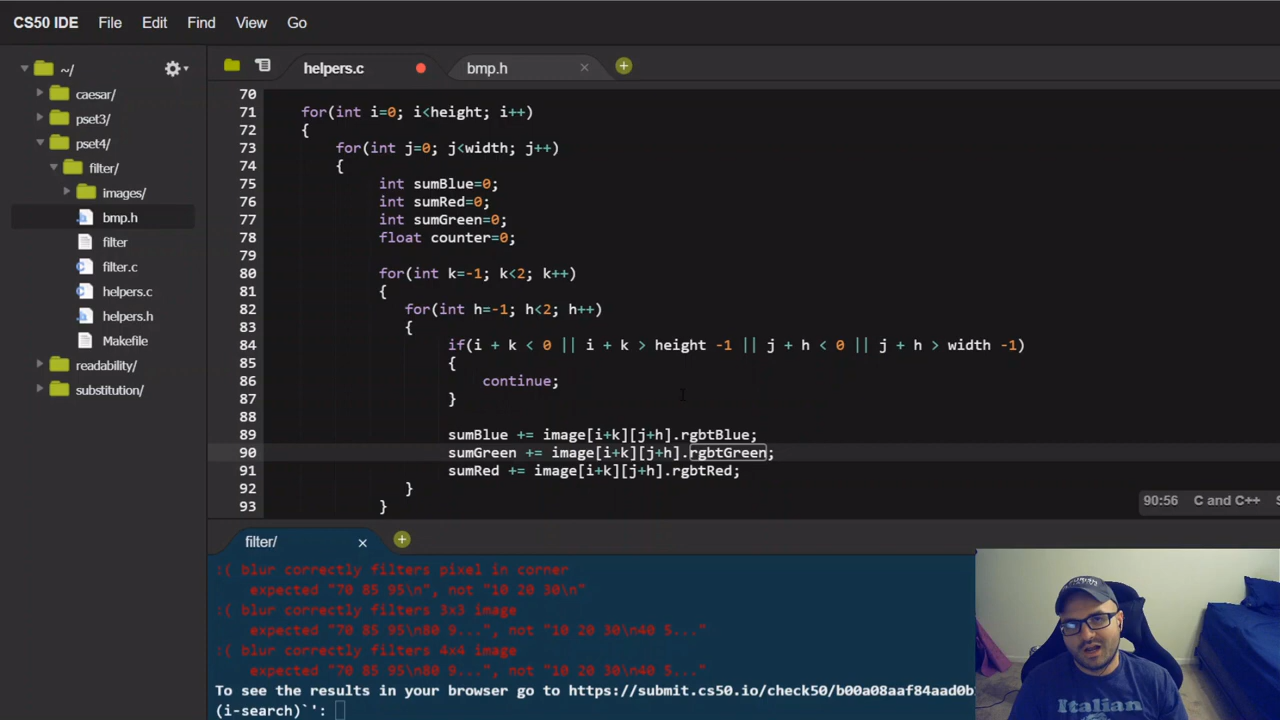 CS50 IDE File Edit Find View Go
~/
caesar/
pset3/
pset4/
filter/
images/
bmp.h
filter
filter.c
helpers.c
helpers.h
Makefile
readability/
substitution/
helpers.c bmp.h
70
71 for(int i=0; i<height; i++)
72 {
73 for(int j=0; j<width; j++)
74 {
75 int sumBlue=0;
76 int sumRed=0;
77 int sumGreen=0;
78 float counter=0;
79
80 for(int k=-1; k<2; k++)
81 {
82 for(int h=-1; h<2; h++)
83 {
84 if(i + k < 0 || i + k > height -1 || j + h < 0 || j + h > width -1)
85 {
86 continue;
87 }
88
89 sumBlue += image[i+k][j+h].rgbtBlue;
90 sumGreen += image[i+k][j+h].rgbtGreen;
91 sumRed += image[i+k][j+h].rgbtRed;
92 }
93 }
90:56 C and C++
filter/
:( blur correctly filters pixel in corner
expected "70 85 95\n", not "10 20 30\n"
:( blur correctly filters 3x3 image
expected "70 85 95\n80 9...", not "10 20 30\n40 5..."
:( blur correctly filters 4x4 image
expected "70 85 95\n80 9...", not "10 20 30\n40 5..."
To see the results in your browser go to https://submit.cs50.io/check50/b00a08aaf84aad0b
(i-search)`':
Italian